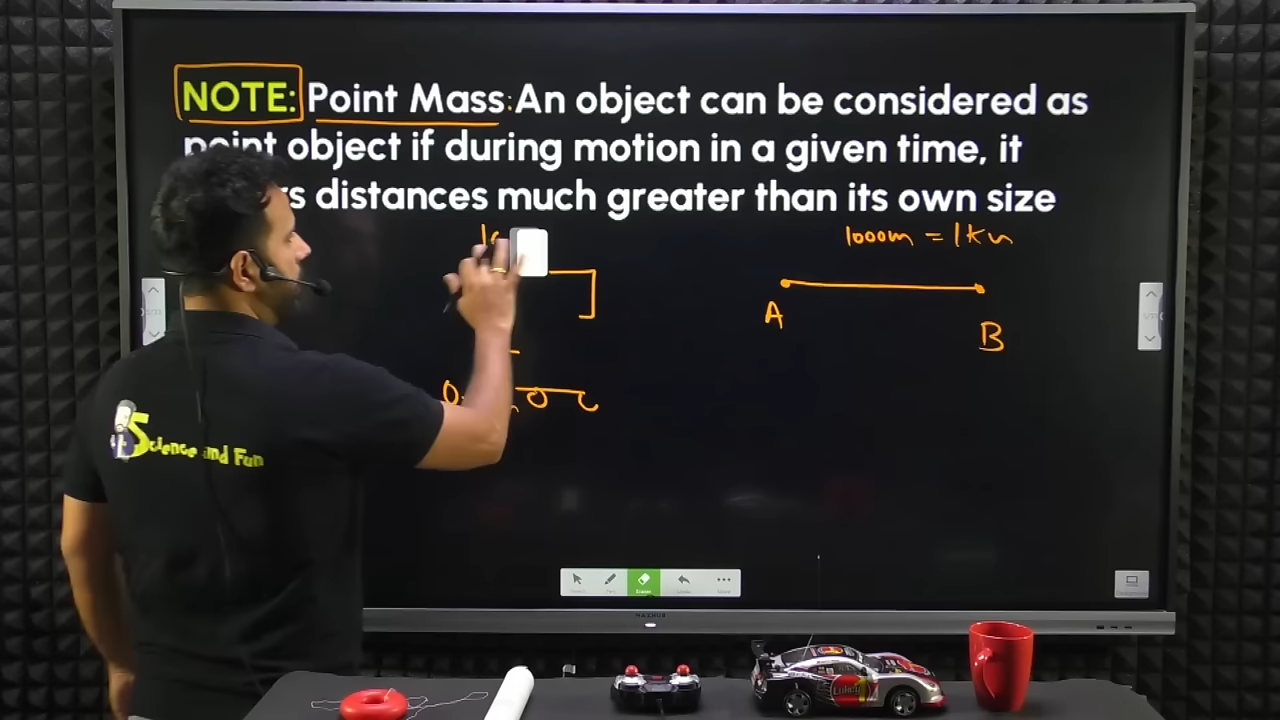 NOTE: Point Mass: An object can be considered as
point object if during motion in a given time, it
distances much greater than its own size
1000m = 1km
A
B
Science and Fun